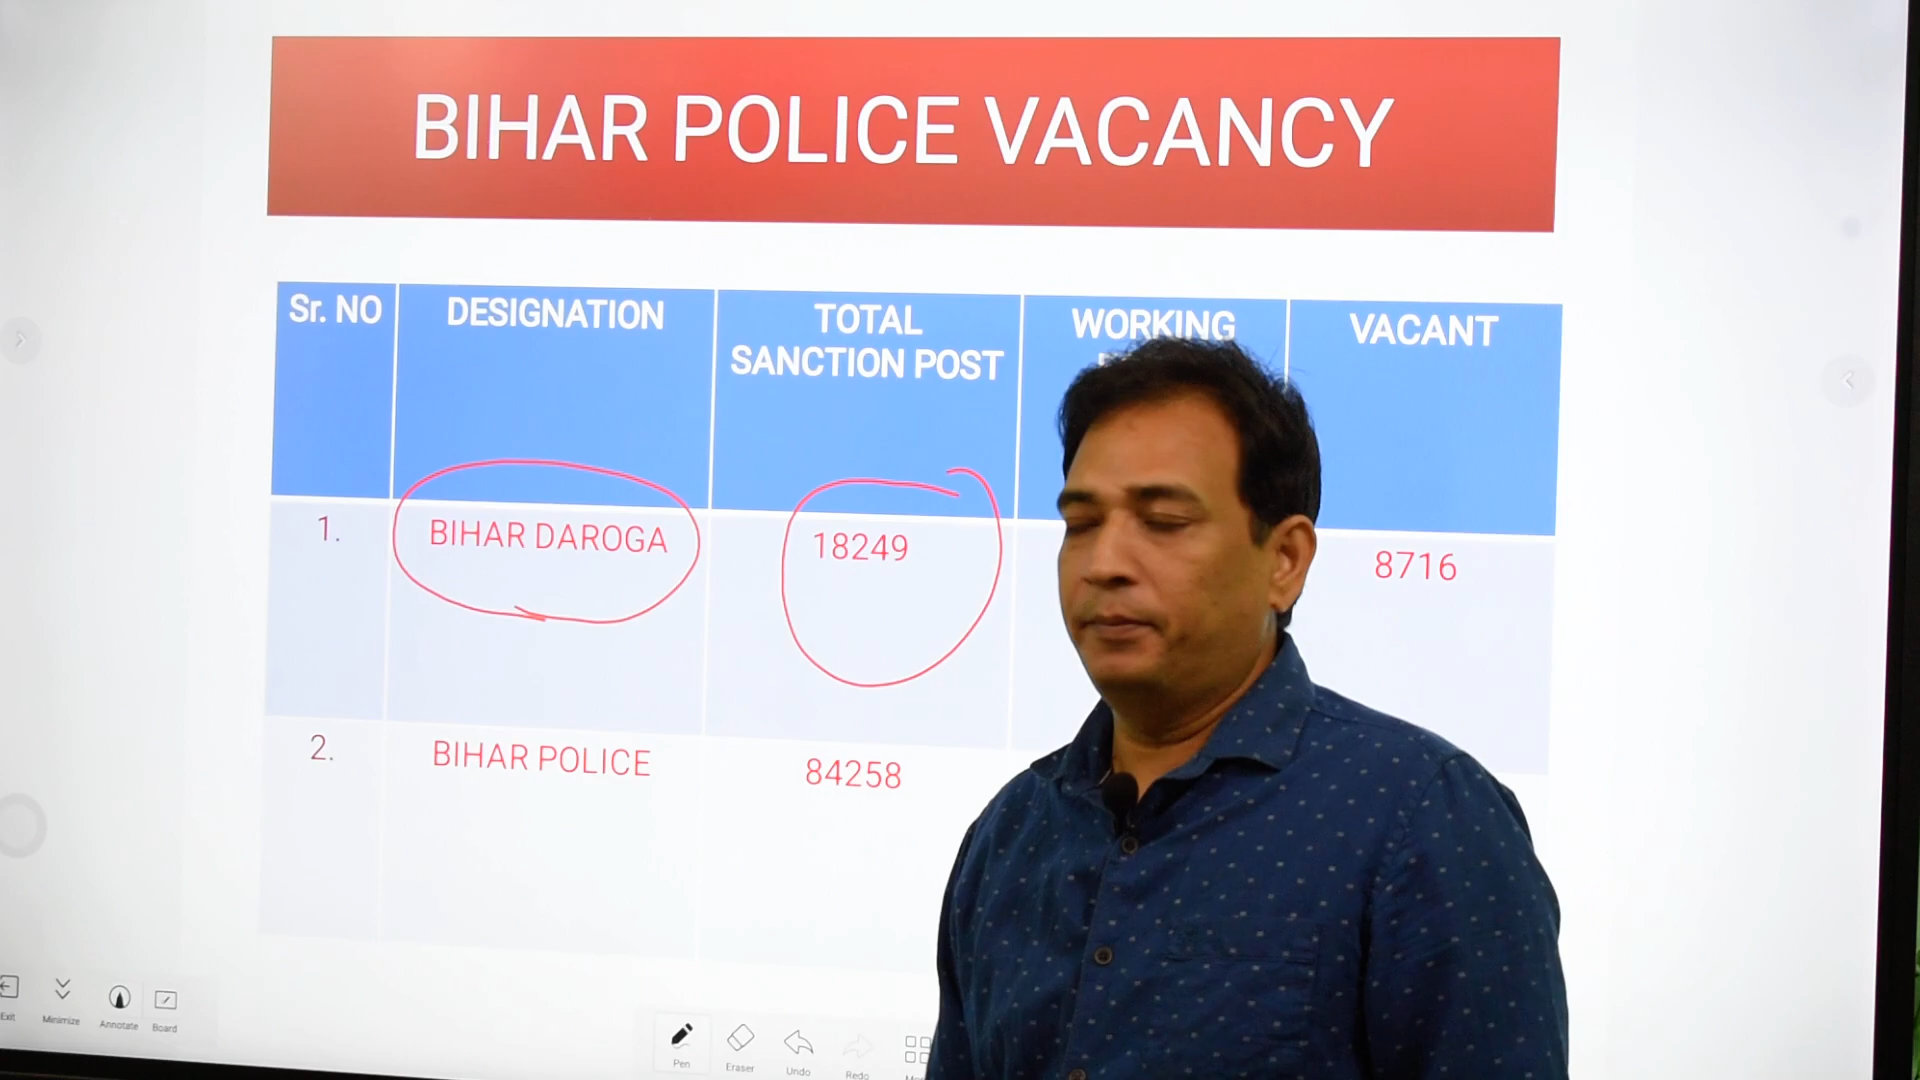 BIHAR POLICE VACANCY
Sr. NO
DESIGNATION
TOTAL
SANCTION POST
WORKING
VACANT
1.
BIHAR DAROGA
18249
8716
2.
BIHAR POLICE
84258
Exit
Minimize
Annotate
Board
Pen
Eraser
Undo
Redo